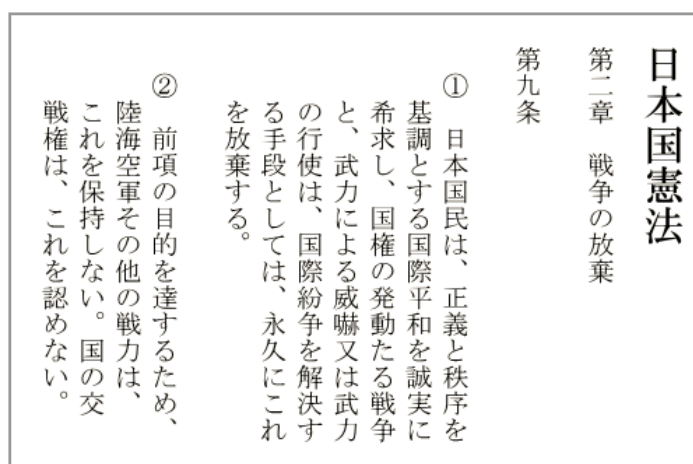 日本国憲法
第二章　戦争の放棄
第九条
①　日本国民は、正義と秩序を
基調とする国際平和を誠実に
希求し、国権の発動たる戦争
と、武力による威嚇又は武力
の行使は、国際紛争を解決す
る手段としては、永久にこれ
を放棄する。
②　前項の目的を達するため、
陸海空軍その他の戦力は、
これを保持しない。国の交
戦権は、これを認めない。